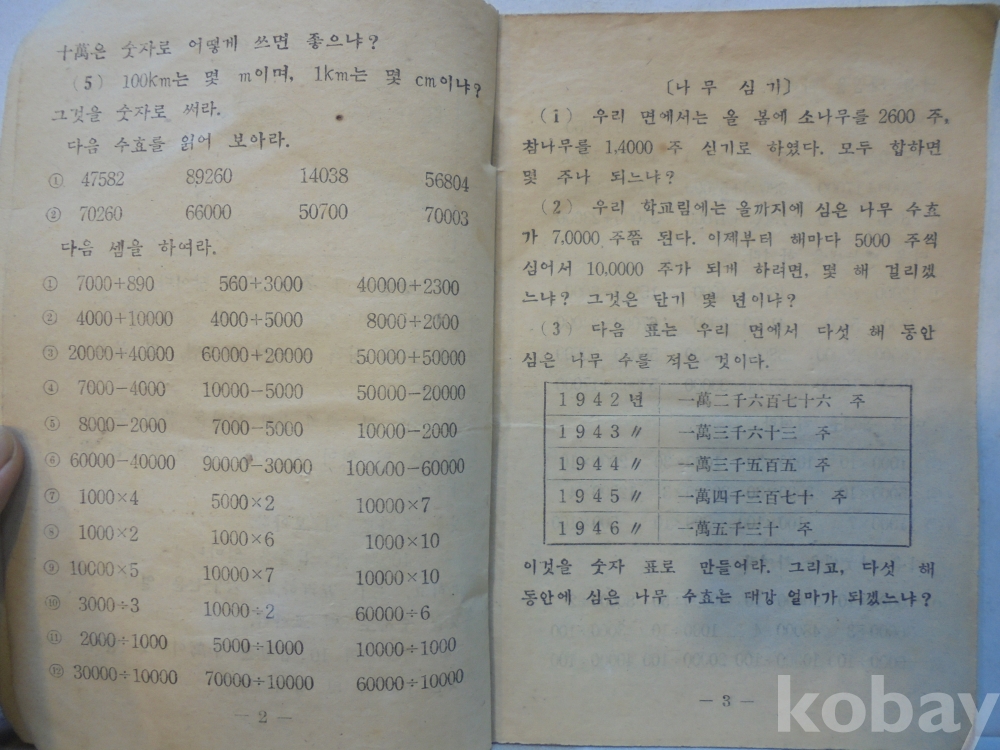 十萬은 숫자로 어떻게 쓰면 좋으냐?
(5) 100km는 몇 m이며, 1km는 몇 cm이냐?
그것을 숫자로 써라.
다음 수효를 읽어 보아라.
① 47582 89260 14038 56804
② 70260 66000 50700 70003
다음 셈을 하여라.
① 7000+890 560+3000 40000+2300
② 4000+10000 4000+5000 8000+2000
③ 20000+40000 60000+20000 50000+50000
④ 7000-4000 10000-5000 50000-20000
⑤ 8000-2000 7000-5000 10000-2000
⑥ 60000-40000 90000-30000 100000-60000
⑦ 1000×4 5000×2 10000×7
⑧ 1000×2 1000×6 1000×10
⑨ 10000×5 10000×7 10000×10
⑩ 3000÷3 10000÷2 60000÷6
⑪ 2000÷1000 5000÷1000 10000÷1000
⑫ 30000÷10000 70000÷10000 60000÷10000
— 2 —
〔나무 심기〕
(1) 우리 면에서는 올 봄에 소나무를 2600 주,
참나무를 1,4000 주 심기로 하였다. 모두 합하면
몇 주나 되느냐?
(2) 우리 학교림에는 올까지에 심은 나무 수효
가 7,0000 주쯤 된다. 이제부터 해마다 5000 주씩
심어서 10,0000 주가 되게 하려면, 몇 해 걸리겠
느냐? 그것은 단기 몇 년이냐?
(3) 다음 표는 우리 면에서 다섯 해 동안
심은 나무 수를 적은 것이다.
1942년 一萬二千六百七十六 주
1943〃 一萬三千六十三 주
1944〃 一萬三千五百五 주
1945〃 一萬四千三百七十 주
1946〃 一萬五千三十 주
이것을 숫자 표로 만들어라. 그리고, 다섯 해
동안에 심은 나무 수효는 대강 얼마가 되겠느냐?
— 3 —
kobay